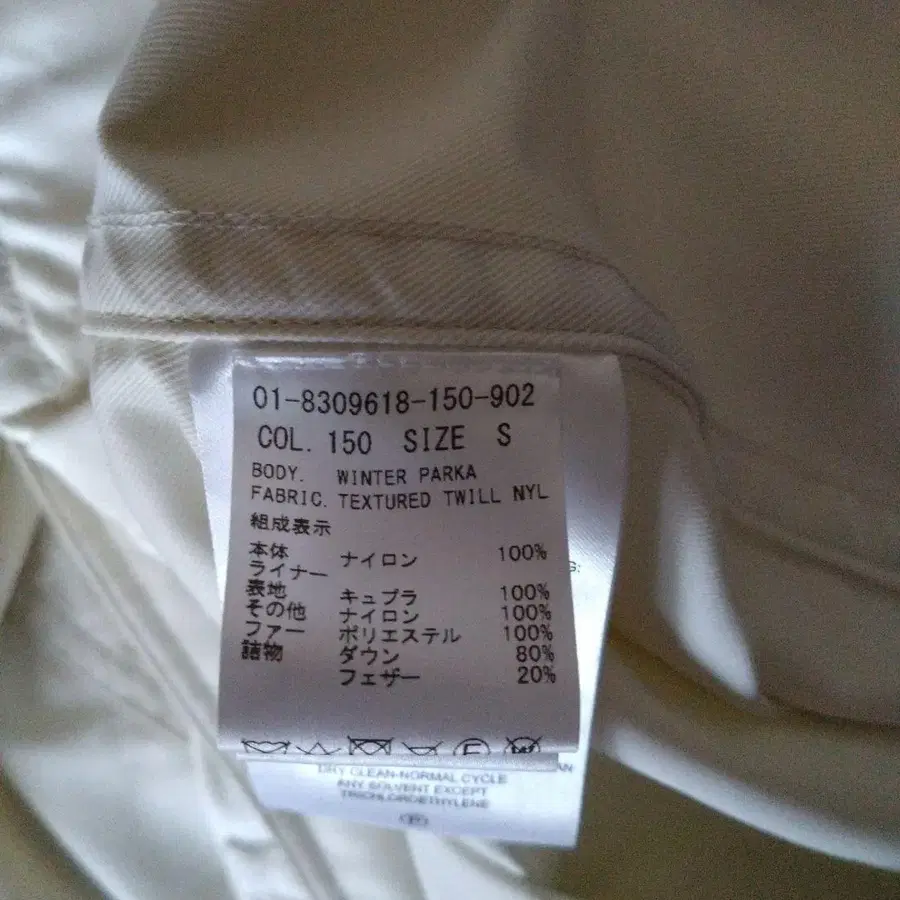 01-8309618-150-902
COL. 150 SIZE S
BODY. WINTER PARKA
FABRIC. TEXTURED TWILL NYL
組成表示
本体 ナイロン 100%
ライナー
表地 キュプラ 100%
その他 ナイロン 100%
ファー ポリエステル 100%
詰物 ダウン 80%
フェザー 20%
DRY CLEAN-NORMAL CYCLE
ANY SOLVENT EXCEPT
TRICHLOROETHYLENE